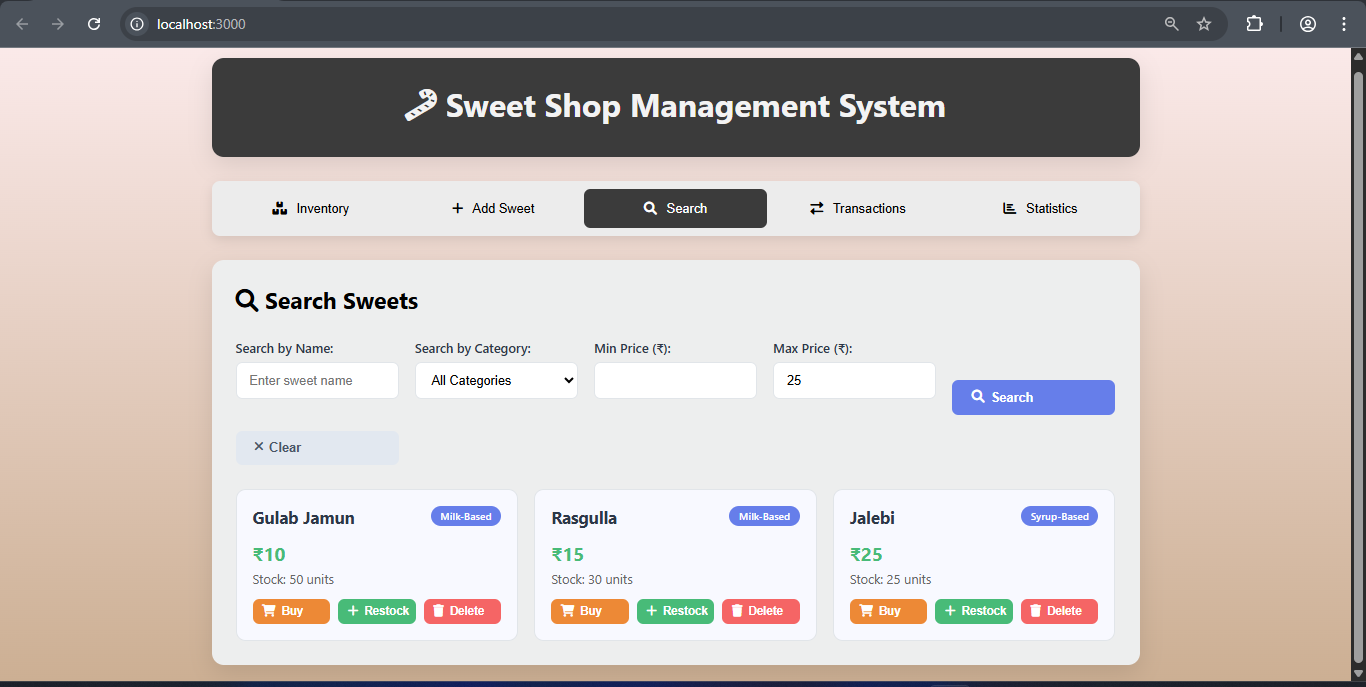 localhost:3000
Sweet Shop Management System
Inventory Add Sweet Search Transactions Statistics
Search Sweets
Search by Name: Search by Category: Min Price (₹): Max Price (₹):
Enter sweet name All Categories 25
Search
Clear
Gulab Jamun Milk-Based Rasgulla Milk-Based Jalebi Syrup-Based
₹10 ₹15 ₹25
Stock: 50 units Stock: 30 units Stock: 25 units
Buy Restock Delete Buy Restock Delete Buy Restock Delete